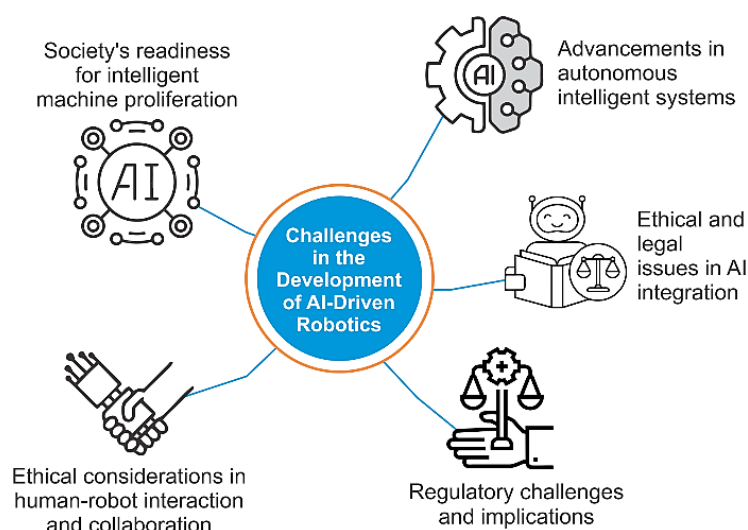 Society's readiness
for intelligent
machine proliferation
AI
Advancements in
autonomous
intelligent systems
AI
Challenges
in the
Development
of AI-Driven
Robotics
Ethical and
legal
issues in AI
integration
Ethical considerations in
human-robot interaction
and collaboration
Regulatory challenges
and implications